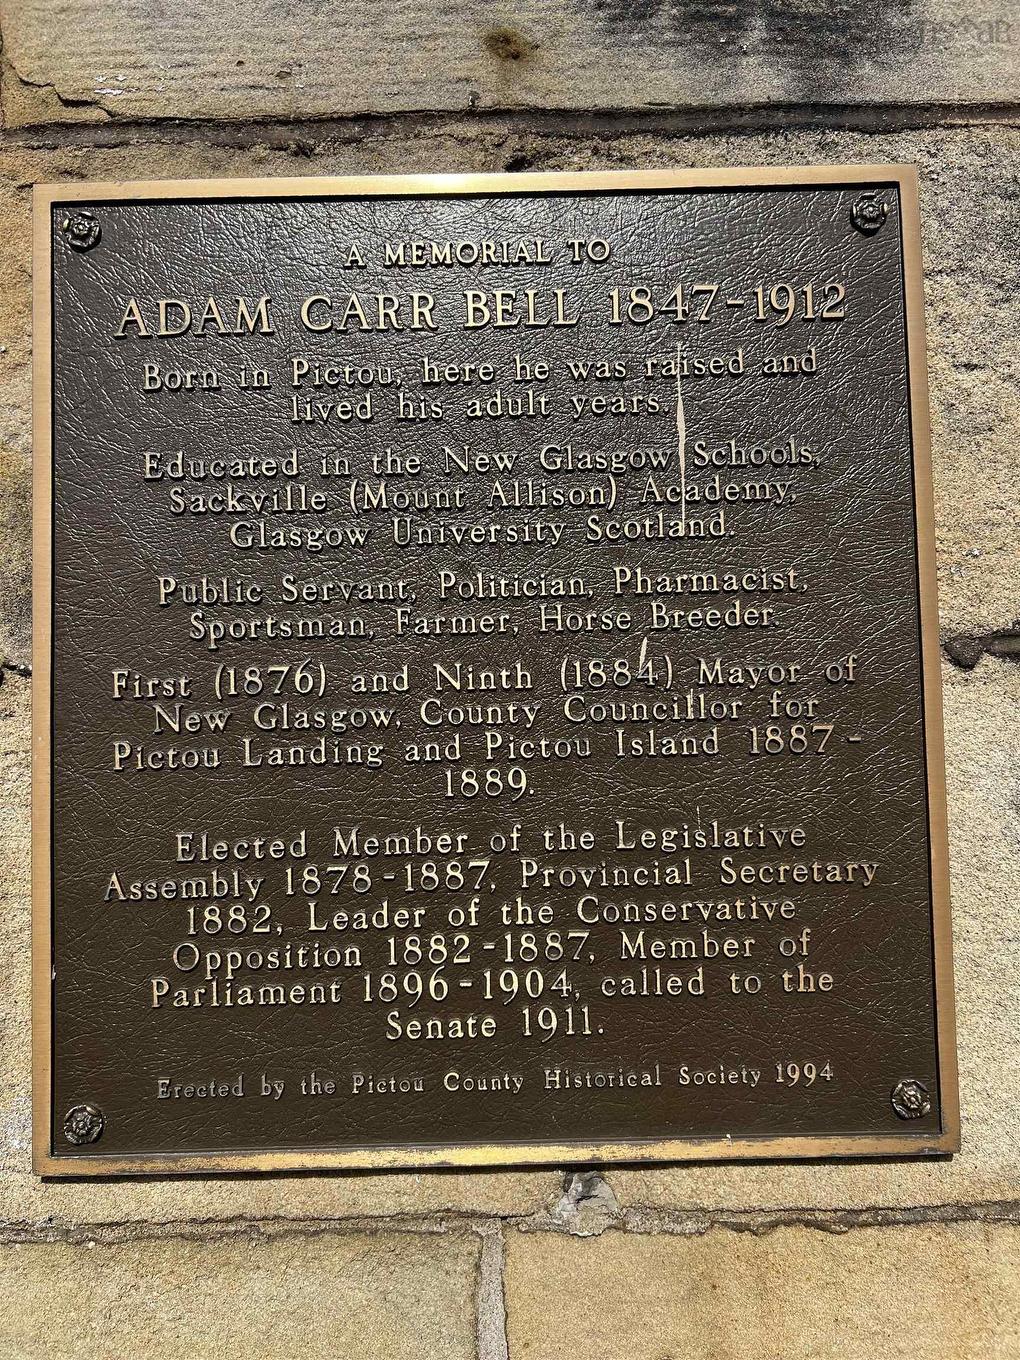 A MEMORIAL TO
ADAM CARR BELL 1847-1912
Born in Pictou, here he was raised and
lived his adult years.
Educated in the New Glasgow Schools,
Sackville (Mount Allison) Academy,
Glasgow University Scotland.
Public Servant, Politician, Pharmacist,
Sportsman, Farmer, Horse Breeder.
First (1876) and Ninth (1884) Mayor of
New Glasgow, County Councillor for
Pictou Landing and Pictou Island 1887-
1889.
Elected Member of the Legislative
Assembly 1878-1887, Provincial Secretary
1882, Leader of the Conservative
Opposition 1882-1887, Member of
Parliament 1896-1904, called to the
Senate 1911.
Erected by the Pictou County Historical Society 1994